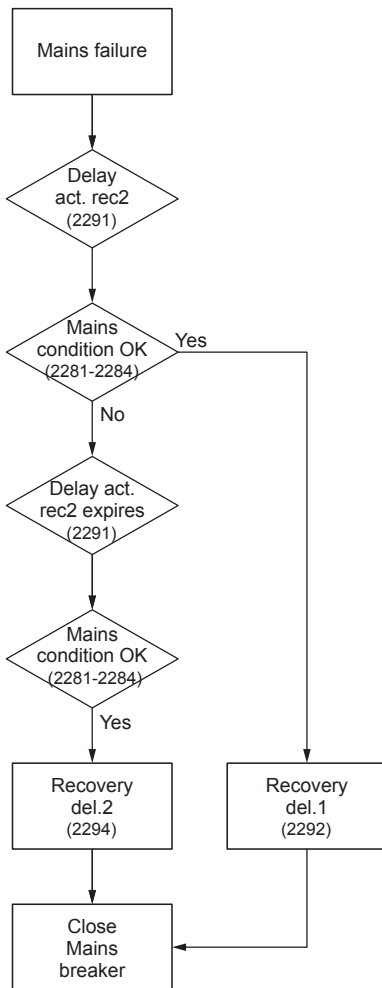 Mains failure
Delay
act. rec2
(2291)
Mains
condition OK
(2281-2284)
Yes
No
Delay act.
rec2 expires
(2291)
Mains
condition OK
(2281-2284)
Yes
Recovery
del.2
(2294)
Recovery
del.1
(2292)
Close
Mains
breaker